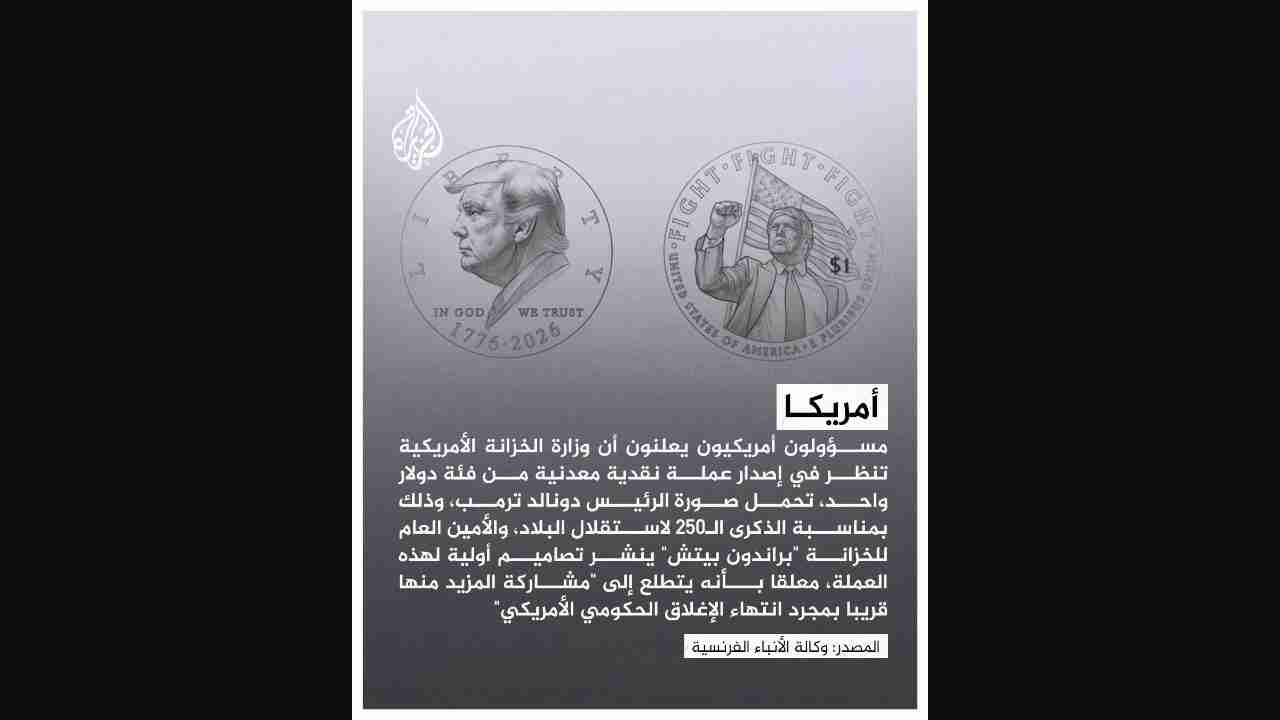 الجزيرة
LIBERTY
IN GOD WE TRUST
1776·2026
FIGHT·FIGHT·FIGHT
$1
UNITED STATES OF AMERICA·E PLURIBUS UNUM
أمريكا
مسؤولون أمريكيون يعلنون أن وزارة الخزانة الأمريكية
تنظر في إصدار عملة نقدية معدنية من فئة دولار
واحد، تحمل صورة الرئيس دونالد ترمب، وذلك
بمناسبة الذكرى الـ250 لاستقلال البلاد، والأمين العام
للخزانة "براندون بيتش" ينشر تصاميم أولية لهذه
العملة، معلقا بأنه يتطلع إلى "مشاركة المزيد منها
قريبا بمجرد انتهاء الإغلاق الحكومي الأمريكي"
المصدر: وكالة الأنباء الفرنسية